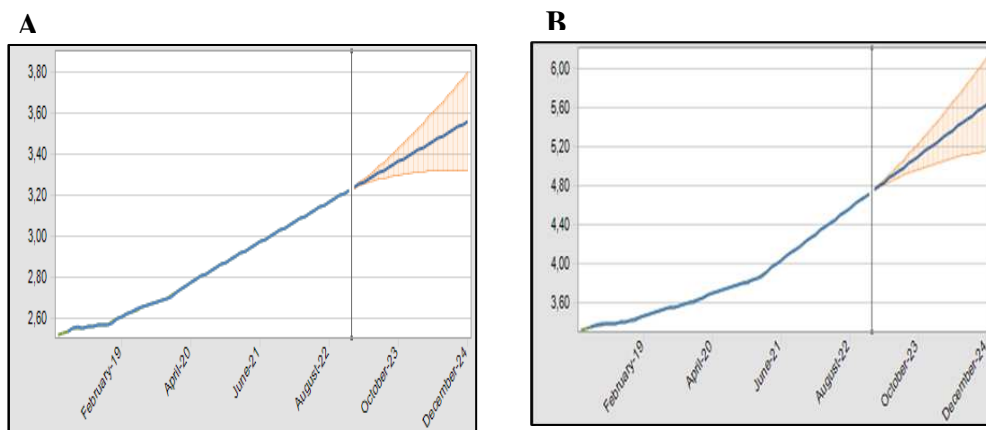 A
3,80
3,60
3,40
3,20
3,00
2,80
2,60
February-19
April-20
June-21
August-22
October-23
December-24
B
6,00
5,60
5,20
4,80
4,40
4,00
3,60
February-19
April-20
June-21
August-22
October-23
December-24